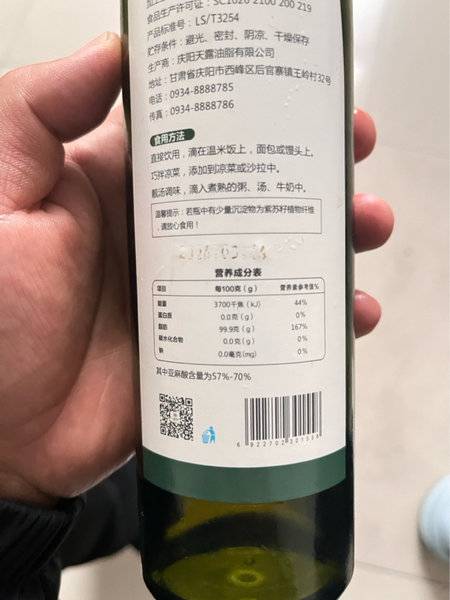 食品生产许可证：SC1020 2100 200 219
产品标准号：LS/T3254
贮存条件：避光、密封、阴凉、干燥保存
生产商：庆阳天露油脂有限公司
地址：甘肃省庆阳市西峰区后官寨镇王岭村32号
电话：0934-8888785
传真：0934-8888786
食用方法
直接饮用，滴在温米饭上，面包或馒头上。
巧拌凉菜，添加到凉菜或沙拉中。
靓汤调味，滴入煮熟的粥、汤、牛奶中。
温馨提示：若瓶中有少量沉淀物为紫苏籽植物纤维
，请放心食用！
营养成分表
项目 每100克(g) 营养素参考值%
能量 3700千焦(kJ) 44%
蛋白质 0.0克(g) 0%
脂肪 99.9克(g) 167%
碳水化合物 0.0克(g) 0%
钠 0.0毫克(mg) 0%
其中亚麻酸含量为57%-70%